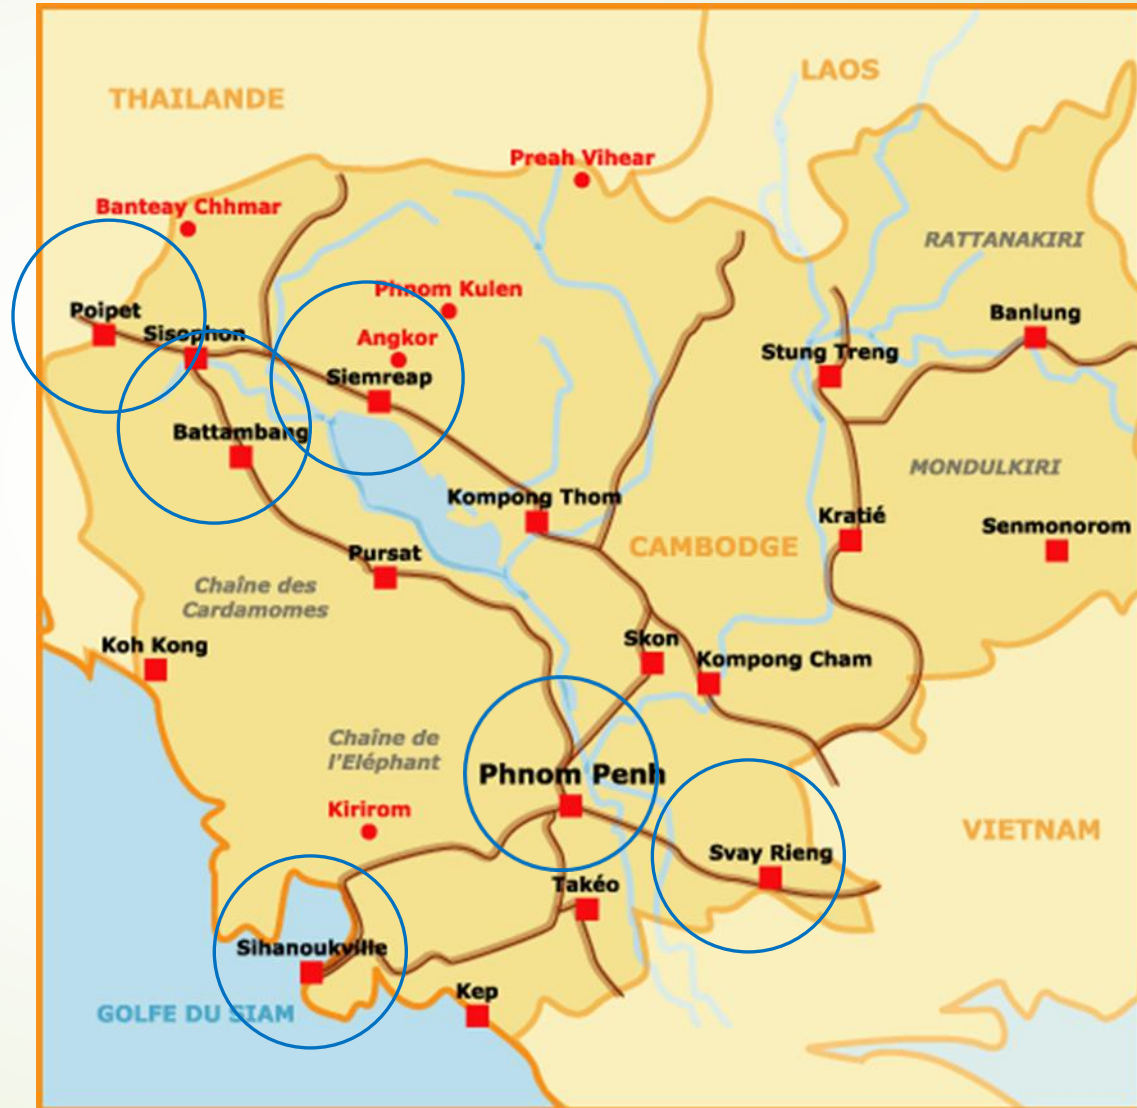 LAOS
THAILANDE
Preah Vihear
Banteay Chhmar
RATTANAKIRI
Phnom Kulen
Poipet
Banlung
Sisophon
Angkor
Stung Treng
Siemreap
Battambang
MONDULKIRI
Kompong Thom
Kratié
Senmonorom
CAMBODGE
Pursat
Chaîne des
Cardamomes
Koh Kong
Skon
Kompong Cham
Chaîne de
l'Eléphant
Phnom Penh
Kirirom
VIETNAM
Svay Rieng
Takéo
Sihanoukville
Kep
GOLFE DU SIAM